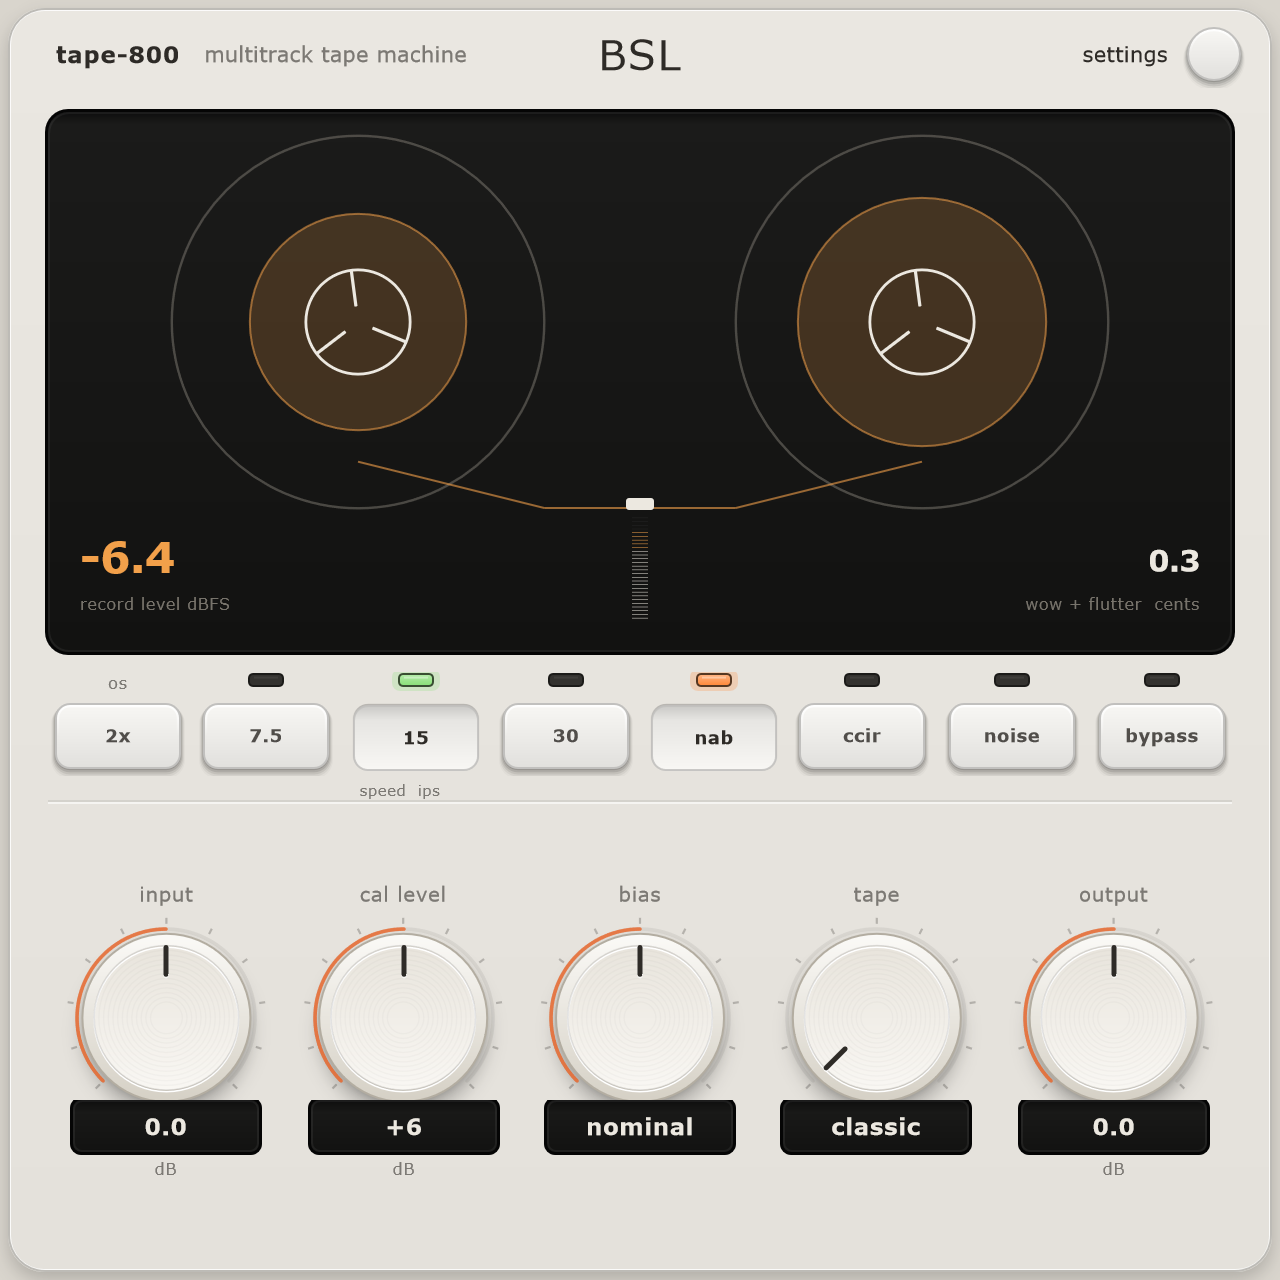 tape-800 multitrack tape machine BSL settings
-6.4
record level dBFS
0.3
wow + flutter cents
os
2x 7.5 15 30 nab ccir noise bypass
speed ips
input cal level bias tape output
0.0 +6 nominal classic 0.0
dB dB dB